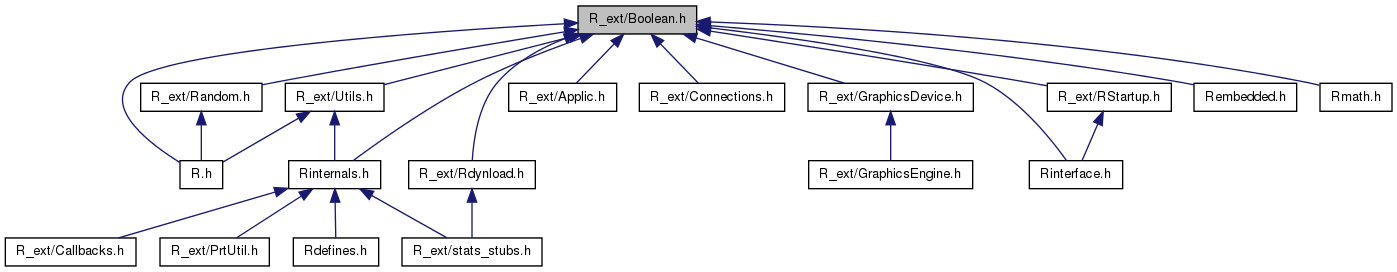 R_ext/Boolean.h
R_ext/Random.h
R_ext/Utils.h
R_ext/Applic.h
R_ext/Connections.h
R_ext/GraphicsDevice.h
R_ext/RStartup.h
Rembedded.h
Rmath.h
R.h
Rinternals.h
R_ext/Rdynload.h
R_ext/GraphicsEngine.h
Rinterface.h
R_ext/Callbacks.h
R_ext/PrtUtil.h
Rdefines.h
R_ext/stats_stubs.h